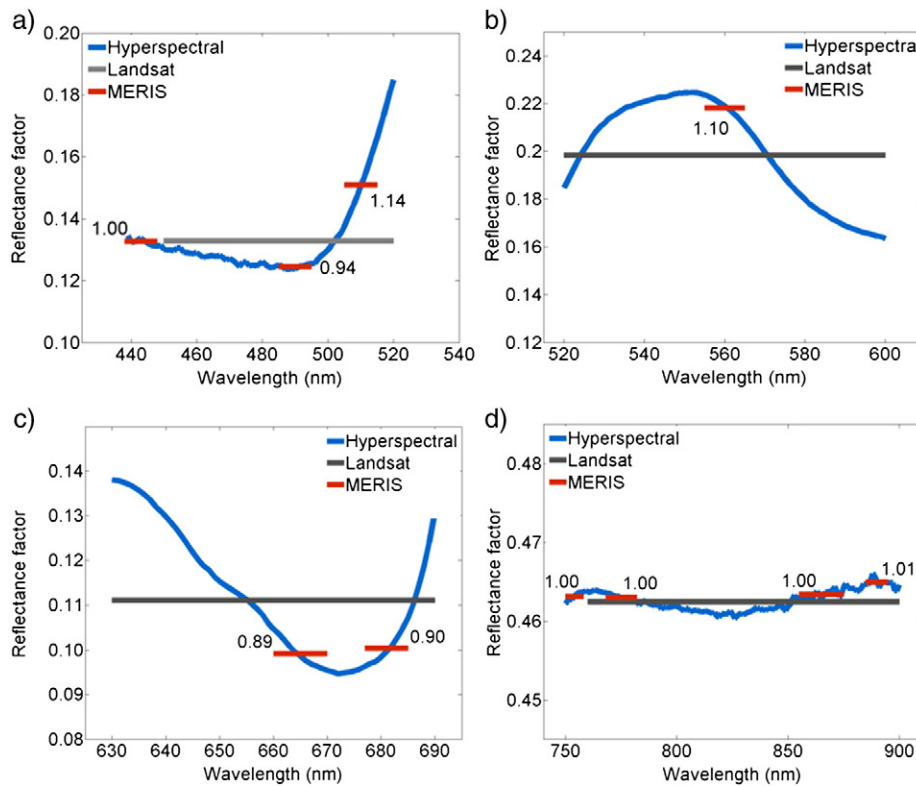 a)
Hyperspectral
Landsat
MERIS
0.20
0.18
0.16
0.14
0.12
0.10
Reflectance factor
1.00
0.94
1.14
440 460 480 500 520 540
Wavelength (nm)
b)
Hyperspectral
Landsat
MERIS
0.24
0.22
0.2
0.18
0.16
0.12
Reflectance factor
1.10
520 540 560 580 600
Wavelength (nm)
c)
Hyperspectral
Landsat
MERIS
0.14
0.13
0.12
0.11
0.10
0.09
0.08
Reflectance factor
0.89
0.90
630 640 650 660 670 680 690
Wavelength (nm)
d)
Hyperspectral
Landsat
MERIS
0.48
0.47
0.46
0.45
Reflectance factor
1.00
1.00
1.00
1.01
750 800 850 900
Wavelength (nm)